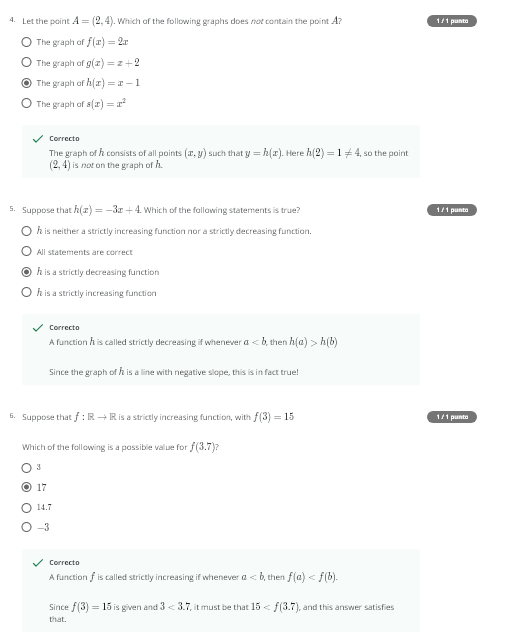 4. Let the point A = (2, 4). Which of the following graphs does not contain the point A?
1 / 1 punto
The graph of f(x) = 2x
The graph of g(x) = x + 2
The graph of h(x) = x − 1
The graph of s(x) = x²
Correcto
The graph of h consists of all points (x, y) such that y = h(x). Here h(2) = 1 ≠ 4, so the point
(2, 4) is not on the graph of h.
5. Suppose that h(x) = −3x + 4. Which of the following statements is true?
1 / 1 punto
h is neither a strictly increasing function nor a strictly decreasing function.
All statements are correct
h is a strictly decreasing function
h is a strictly increasing function
Correcto
A function h is called strictly decreasing if whenever a < b, then h(a) > h(b)
Since the graph of h is a line with negative slope, this is in fact true!
6. Suppose that f : ℝ → ℝ is a strictly increasing function, with f(3) = 15
1 / 1 punto
Which of the following is a possible value for f(3.7)?
3
17
14.7
−3
Correcto
A function f is called strictly increasing if whenever a < b, then f(a) < f(b).
Since f(3) = 15 is given and 3 < 3.7, it must be that 15 < f(3.7), and this answer satisfies
that.